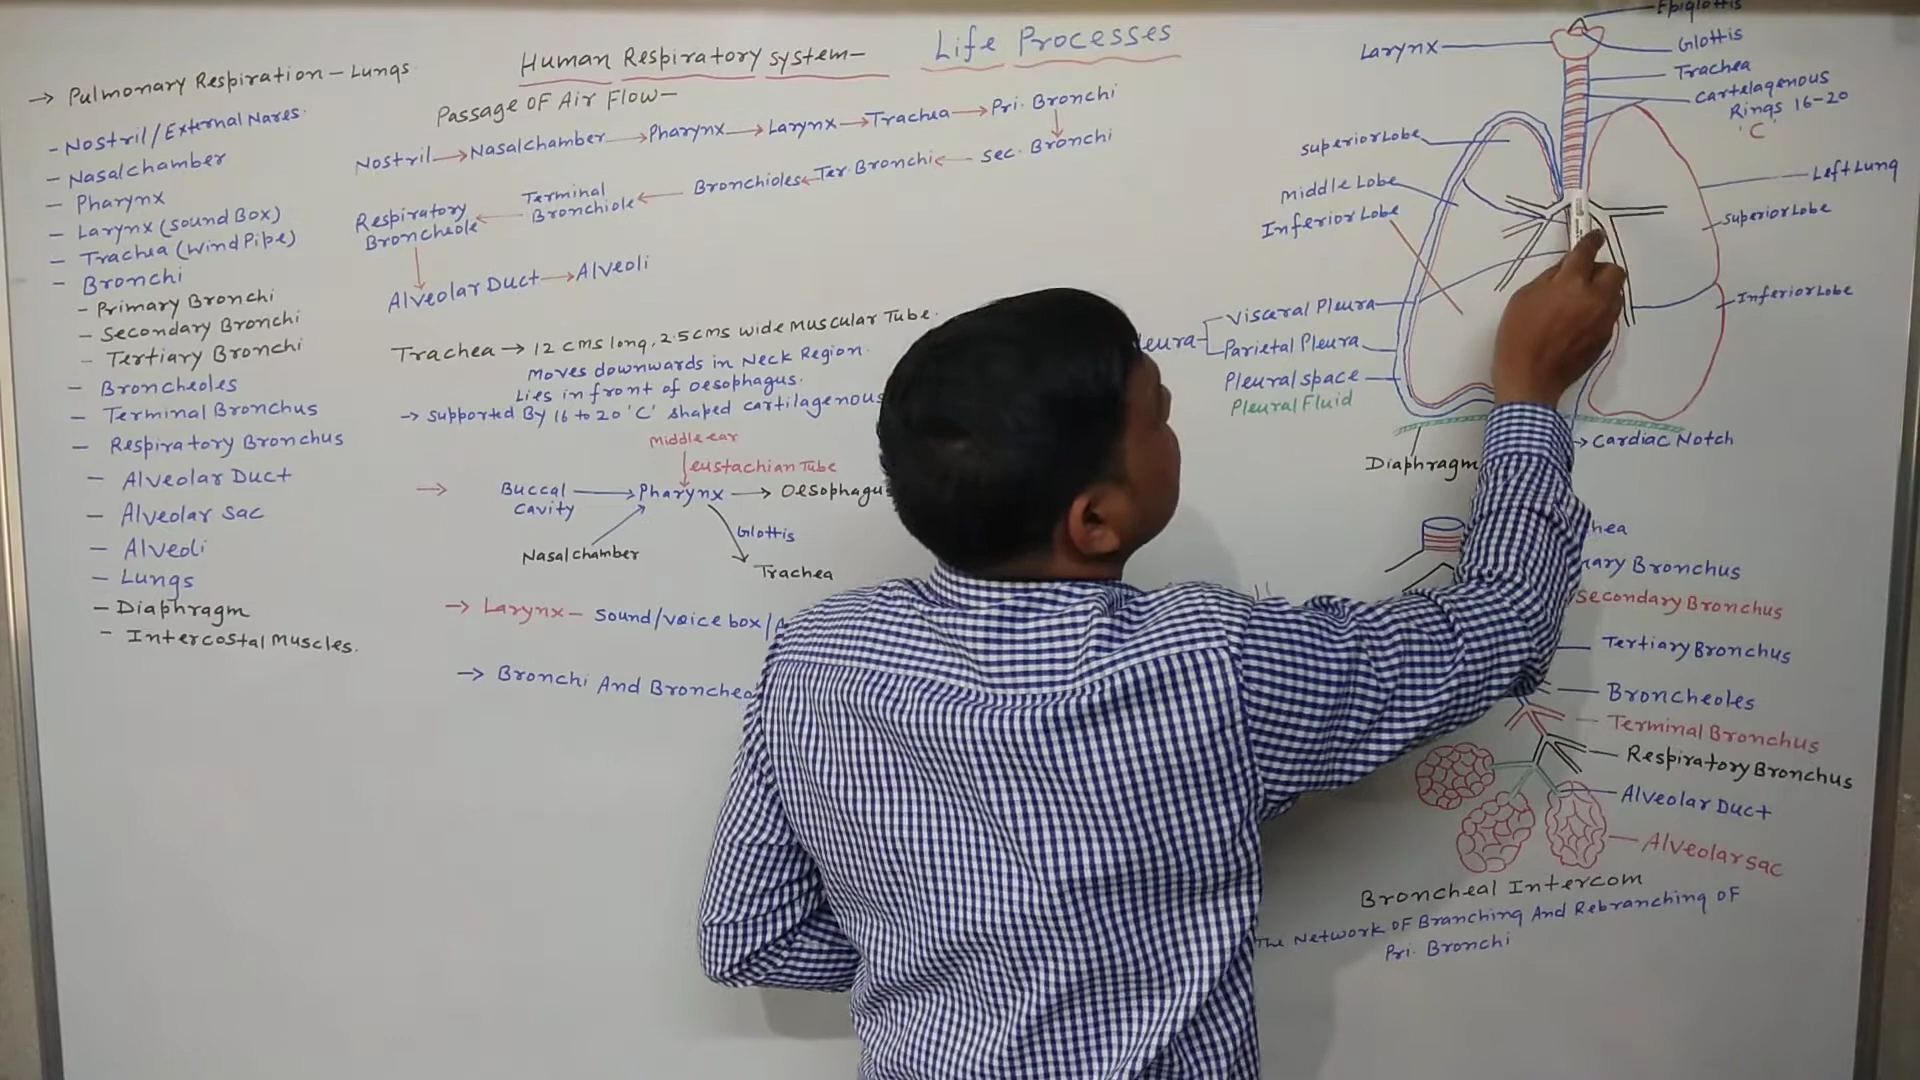 Life Processes
Human Respiratory system-
→ Pulmonary Respiration - Lungs
- Nostril/External Nares.
- Nasalchamber
- Pharynx
- Larynx (Sound Box)
- Trachea (Wind Pipe)
- Bronchi
- Primary Bronchi
- Secondary Bronchi
- Tertiary Bronchi
- Broncheoles
- Terminal Bronchus
- Respiratory Bronchus
- Alveolar Duct
- Alveolar Sac
- Alveoli
- Lungs
- Diaphragm
- Intercostal Muscles.
Passage OF Air Flow-
Nostril → Nasalchamber → Pharynx → Larynx → Trachea → Pri. Bronchi
Respiratory Broncheole ← Terminal Bronchiole ← Bronchioles ← Ter. Bronchi ← Sec. Bronchi
Alveolar Duct → Alveoli
Trachea → 12 cms long, 2.5cms wide Muscular Tube.
Moves downwards in Neck Region.
Lies in front of Oesophagus.
→ Supported By 16 to 20 'C' shaped cartilagenous
Middle ear
eustachian Tube
→ Buccal cavity → Pharynx → Oesophagu
Glottis
Nasalchamber
Trachea
→ Larynx - Sound/voice box/
→ Bronchi And Broncheo
Epiglottis
Larynx
Glottis
Trachea
Cartelagenous
Rings 16-20
'C'
Superior Lobe
Left Lung
Middle Lobe
Superior Lobe
Inferior Lobe
Inferior Lobe
Visceral Pleura
leura
Parietal Pleura
Pleural space
Pleural Fluid
Cardiac Notch
Diaphragm
hea
ary Bronchus
Secondary Bronchus
Tertiary Bronchus
Broncheoles
Terminal Bronchus
Respiratory Bronchus
Alveolar Duct
Alveolar sac
Broncheal Intercom
The Network OF Branching And Rebranching OF
Pri. Bronchi